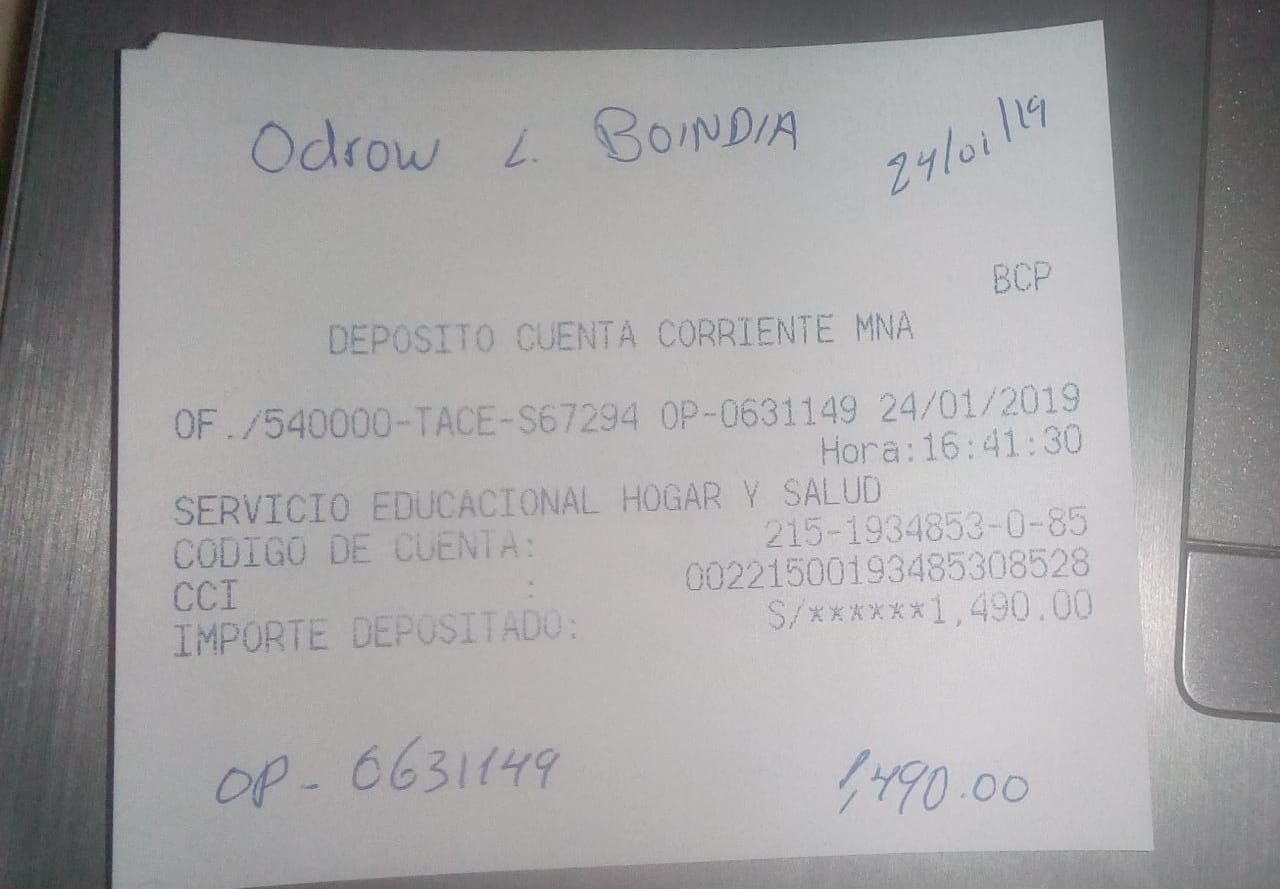 Odrow L. BOINDIA 24/01/19
BCP
DEPOSITO CUENTA CORRIENTE MNA
OF./540000-TACE-S67294 OP-0631149 24/01/2019
Hora:16:41:30
SERVICIO EDUCACIONAL HOGAR Y SALUD
CODIGO DE CUENTA: 215-1934853-0-85
CCI : 00221500193485308528
IMPORTE DEPOSITADO: S/******1,490.00
OP- 0631149 1,490.00